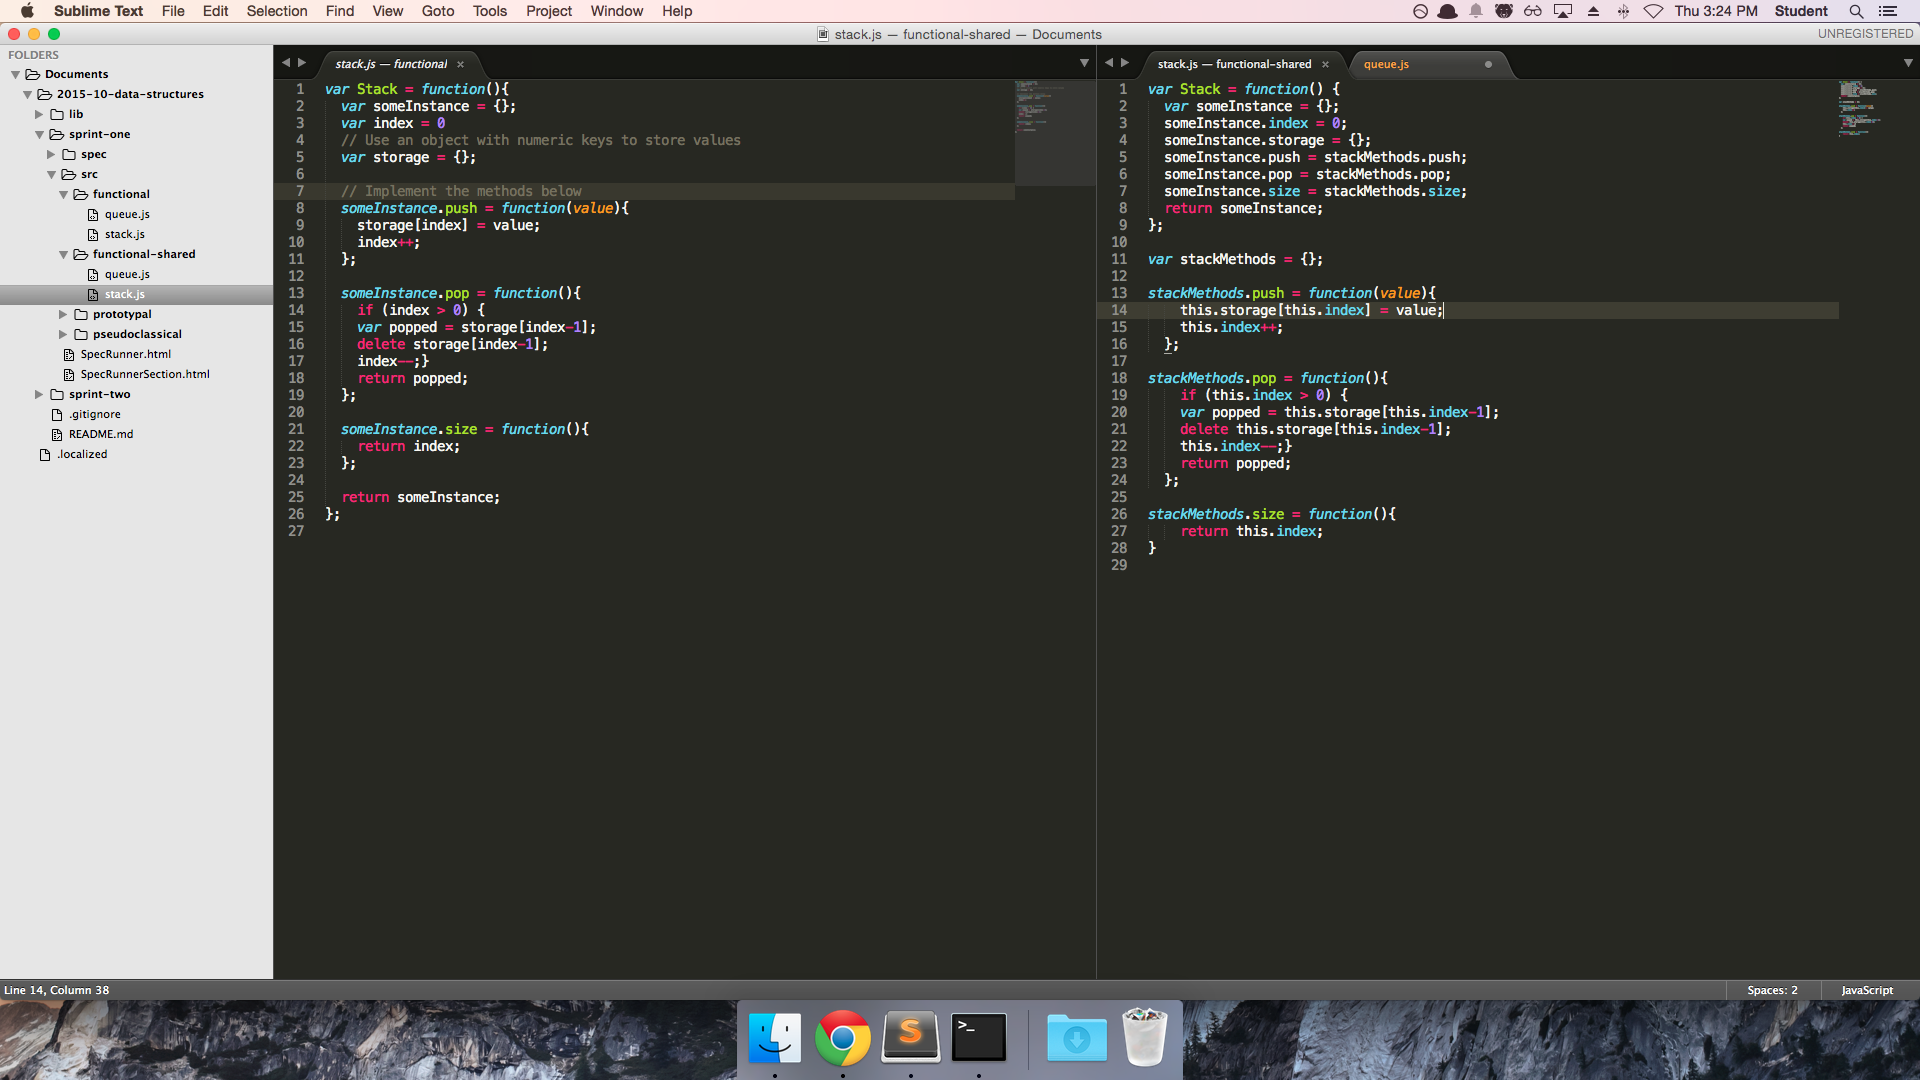 Sublime Text File Edit Selection Find View Goto Tools Project Window Help Thu 3:24 PM Student
stack.js — functional-shared — Documents UNREGISTERED
FOLDERS
Documents
2015-10-data-structures
lib
sprint-one
spec
src
functional
queue.js
stack.js
functional-shared
queue.js
stack.js
prototypal
pseudoclassical
SpecRunner.html
SpecRunnerSection.html
sprint-two
.gitignore
README.md
.localized
stack.js — functional ×
1 var Stack = function(){
2 var someInstance = {};
3 var index = 0
4 // Use an object with numeric keys to store values
5 var storage = {};
6
7 // Implement the methods below
8 someInstance.push = function(value){
9 storage[index] = value;
10 index++;
11 };
12
13 someInstance.pop = function(){
14 if (index > 0) {
15 var popped = storage[index-1];
16 delete storage[index-1];
17 index--;}
18 return popped;
19 };
20
21 someInstance.size = function(){
22 return index;
23 };
24
25 return someInstance;
26 };
27
stack.js — functional-shared × queue.js
1 var Stack = function() {
2 var someInstance = {};
3 someInstance.index = 0;
4 someInstance.storage = {};
5 someInstance.push = stackMethods.push;
6 someInstance.pop = stackMethods.pop;
7 someInstance.size = stackMethods.size;
8 return someInstance;
9 };
10
11 var stackMethods = {};
12
13 stackMethods.push = function(value){
14 this.storage[this.index] = value;
15 this.index++;
16 };
17
18 stackMethods.pop = function(){
19 if (this.index > 0) {
20 var popped = this.storage[this.index-1];
21 delete this.storage[this.index-1];
22 this.index--;}
23 return popped;
24 };
25
26 stackMethods.size = function(){
27 return this.index;
28 }
29
Line 14, Column 38 Spaces: 2 JavaScript
S
>_